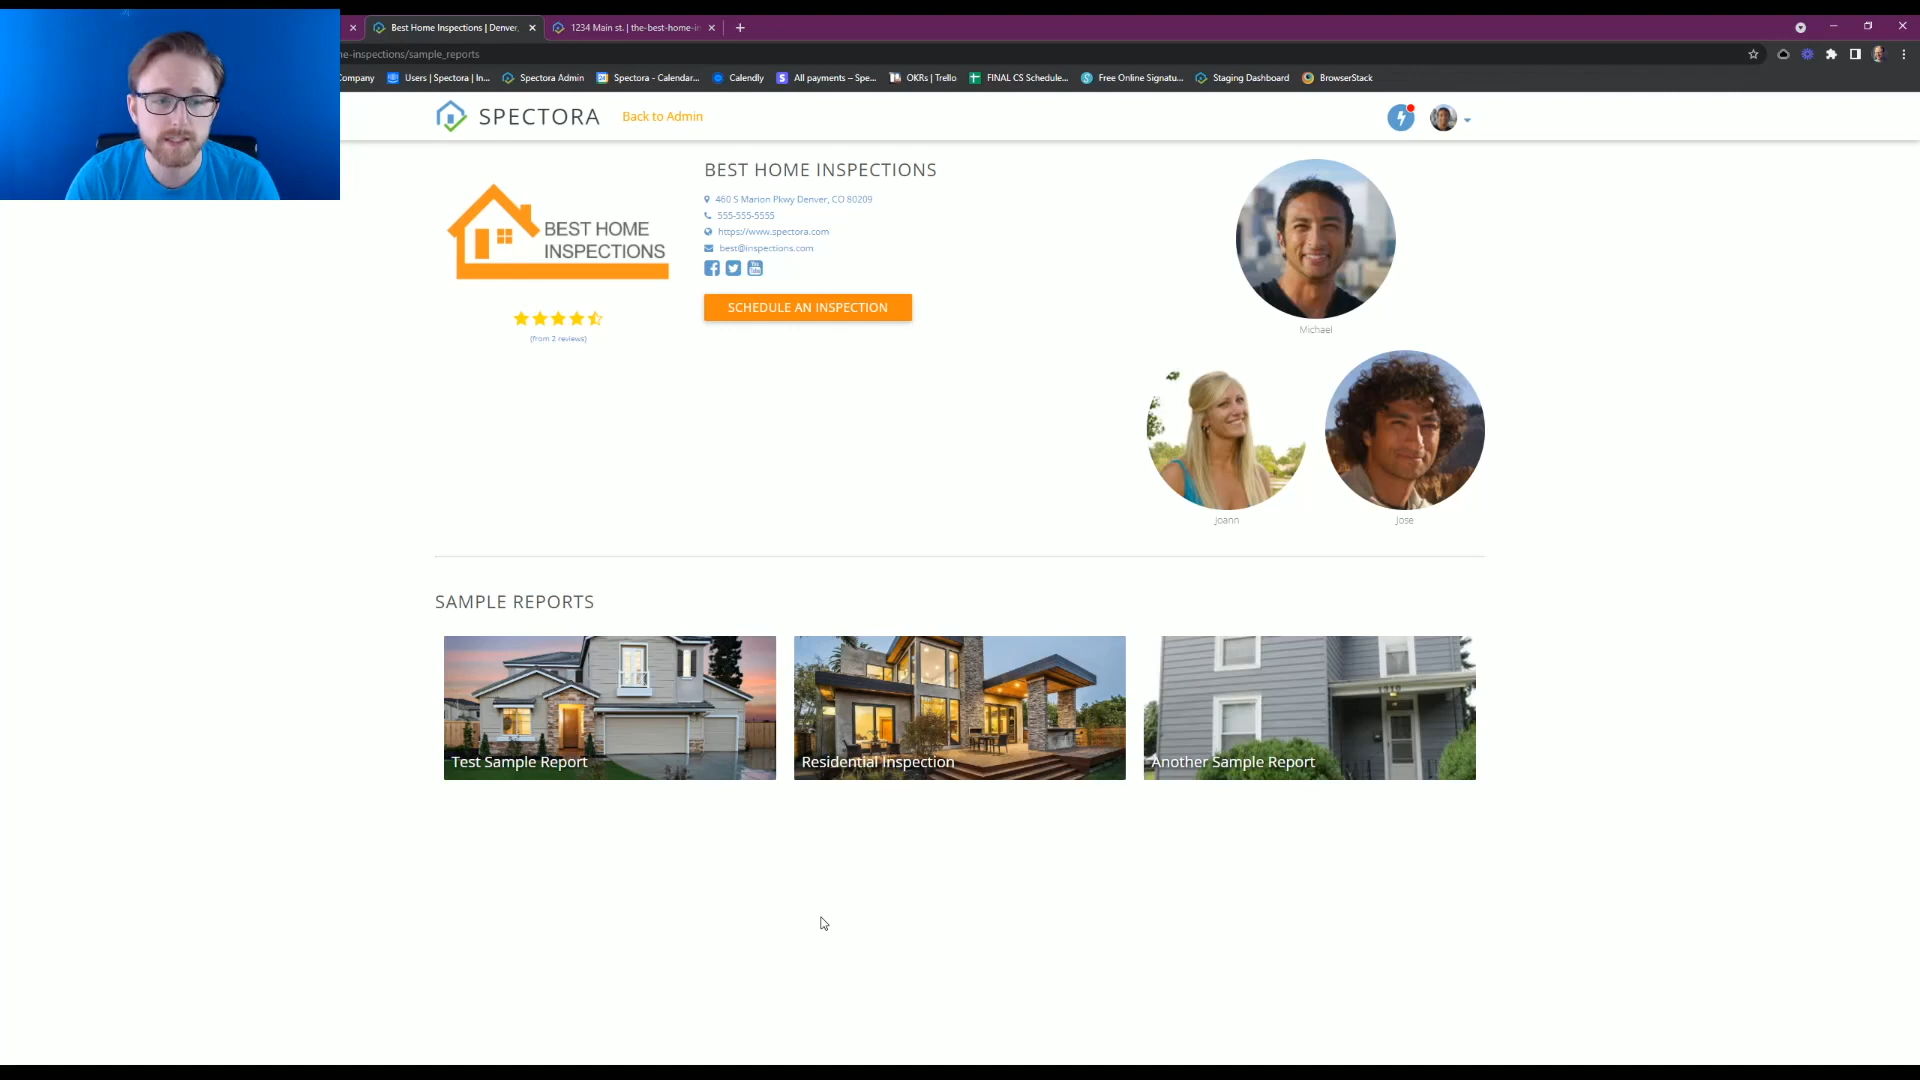 Best Home Inspections | Denver,
1234 Main st. | the-best-home-in
e-inspections/sample_reports
Company
Users | Spectora | In...
Spectora Admin
Spectora - Calendar...
Calendly
All payments – Spe...
OKRs | Trello
FINAL CS Schedule...
Free Online Signatu...
Staging Dashboard
BrowserStack
SPECTORA
Back to Admin
BEST HOME
INSPECTIONS
(from 2 reviews)
BEST HOME INSPECTIONS
460 S Marion Pkwy Denver, CO 80209
555-555-5555
https://www.spectora.com
best@inspections.com
SCHEDULE AN INSPECTION
Michael
Joann
Jose
SAMPLE REPORTS
Test Sample Report
Residential Inspection
Another Sample Report